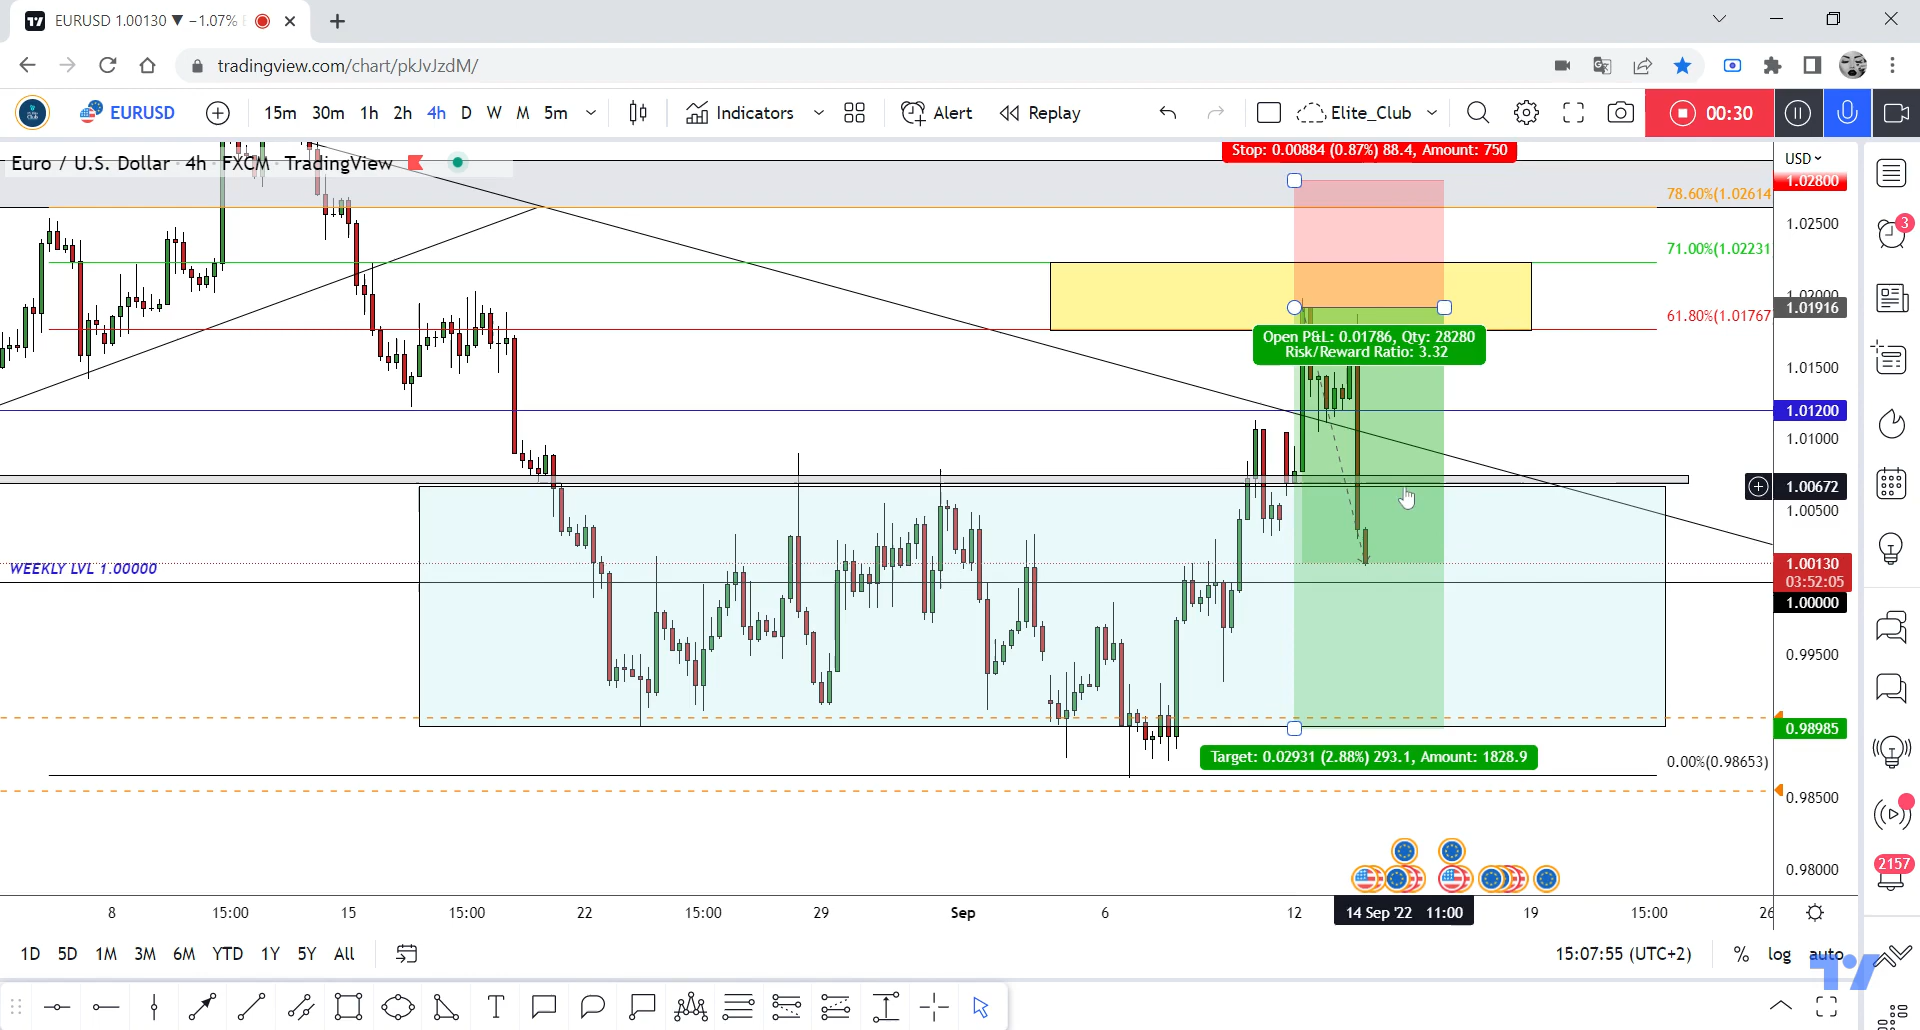 EURUSD 1.00130 ▼ −1.07%
tradingview.com/chart/pkJvJzdM/
EURUSD 15m 30m 1h 2h 4h D W M 5m Indicators Alert Replay Elite_Club 00:30
Euro / U.S. Dollar · 4h · FXCM · TradingView
Stop: 0.00884 (0.87%) 88.4, Amount: 750
USD
1.02800
78.60%(1.02614
1.02500
71.00%(1.02231
1.02000
1.01916
61.80%(1.01767
Open P&L: 0.01786, Qty: 28280
Risk/Reward Ratio: 3.32
1.01500
1.01200
1.01000
1.00672
1.00500
WEEKLY LVL 1.00000
1.00130
03:52:05
1.00000
0.99500
0.98985
Target: 0.02931 (2.88%) 293.1, Amount: 1828.9
0.00%(0.98653)
0.98500
0.98000
3
2157
8 15:00 15 15:00 22 15:00 29 Sep 6 12 14 Sep '22 11:00 19 15:00 26
1D 5D 1M 3M 6M YTD 1Y 5Y All 15:07:55 (UTC+2) % log auto